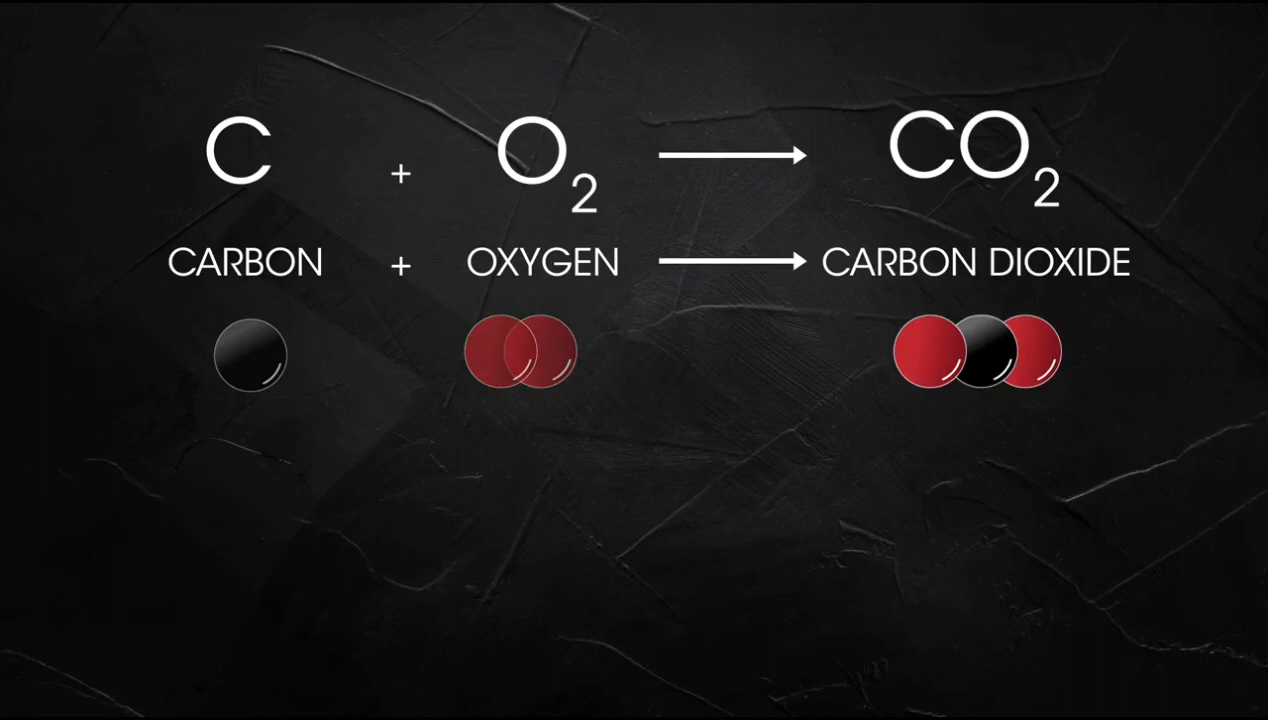 C + O₂ → CO₂
CARBON + OXYGEN → CARBON DIOXIDE